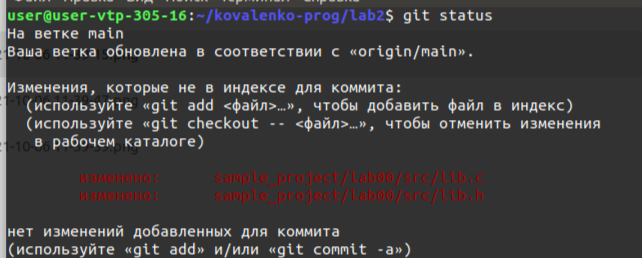 user@user-vtp-305-16:~/kovalenko-prog/lab2$ git status
На ветке main
Ваша ветка обновлена в соответствии с «origin/main».
Изменения, которые не в индексе для коммита:
(используйте «git add <файл>…», чтобы добавить файл в индекс)
(используйте «git checkout -- <файл>…», чтобы отменить изменения
в рабочем каталоге)
изменено: sample_project/lab00/src/lib.c
изменено: sample_project/lab00/src/lib.h
нет изменений добавленных для коммита
(используйте «git add» и/или «git commit -a»)